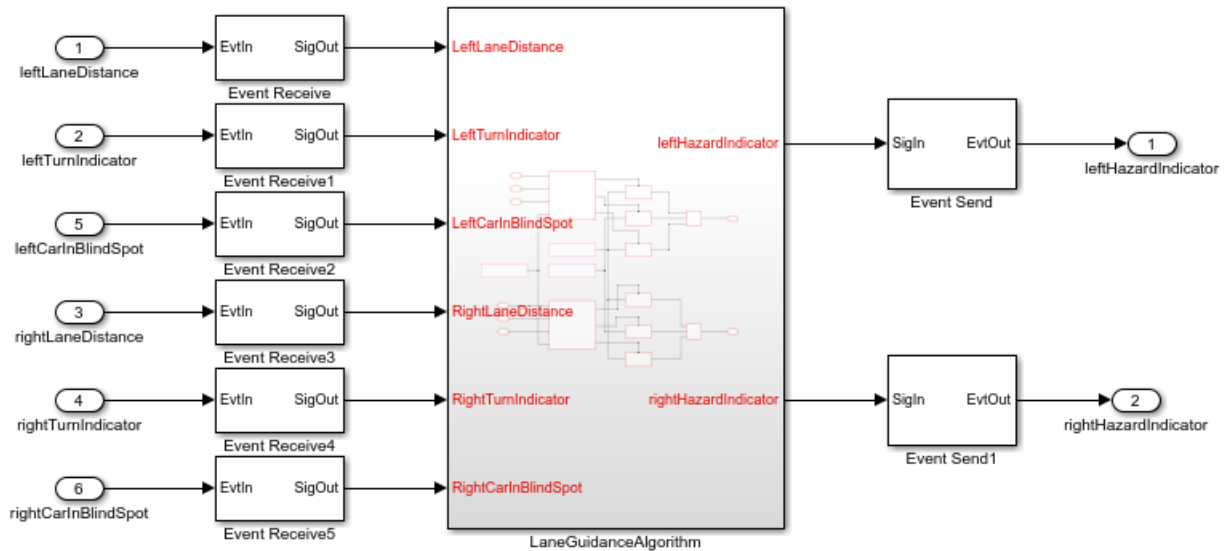 1
leftLaneDistance
EvtIn SigOut
Event Receive
LeftLaneDistance
2
leftTurnIndicator
EvtIn SigOut
Event Receive1
LeftTurnIndicator
5
leftCarInBlindSpot
EvtIn SigOut
Event Receive2
LeftCarInBlindSpot
3
rightLaneDistance
EvtIn SigOut
Event Receive3
RightLaneDistance
4
rightTurnIndicator
EvtIn SigOut
Event Receive4
RightTurnIndicator
6
rightCarInBlindSpot
EvtIn SigOut
Event Receive5
RightCarInBlindSpot
leftHazardIndicator
rightHazardIndicator
LaneGuidanceAlgorithm
SigIn EvtOut
Event Send
1
leftHazardIndicator
SigIn EvtOut
Event Send1
2
rightHazardIndicator